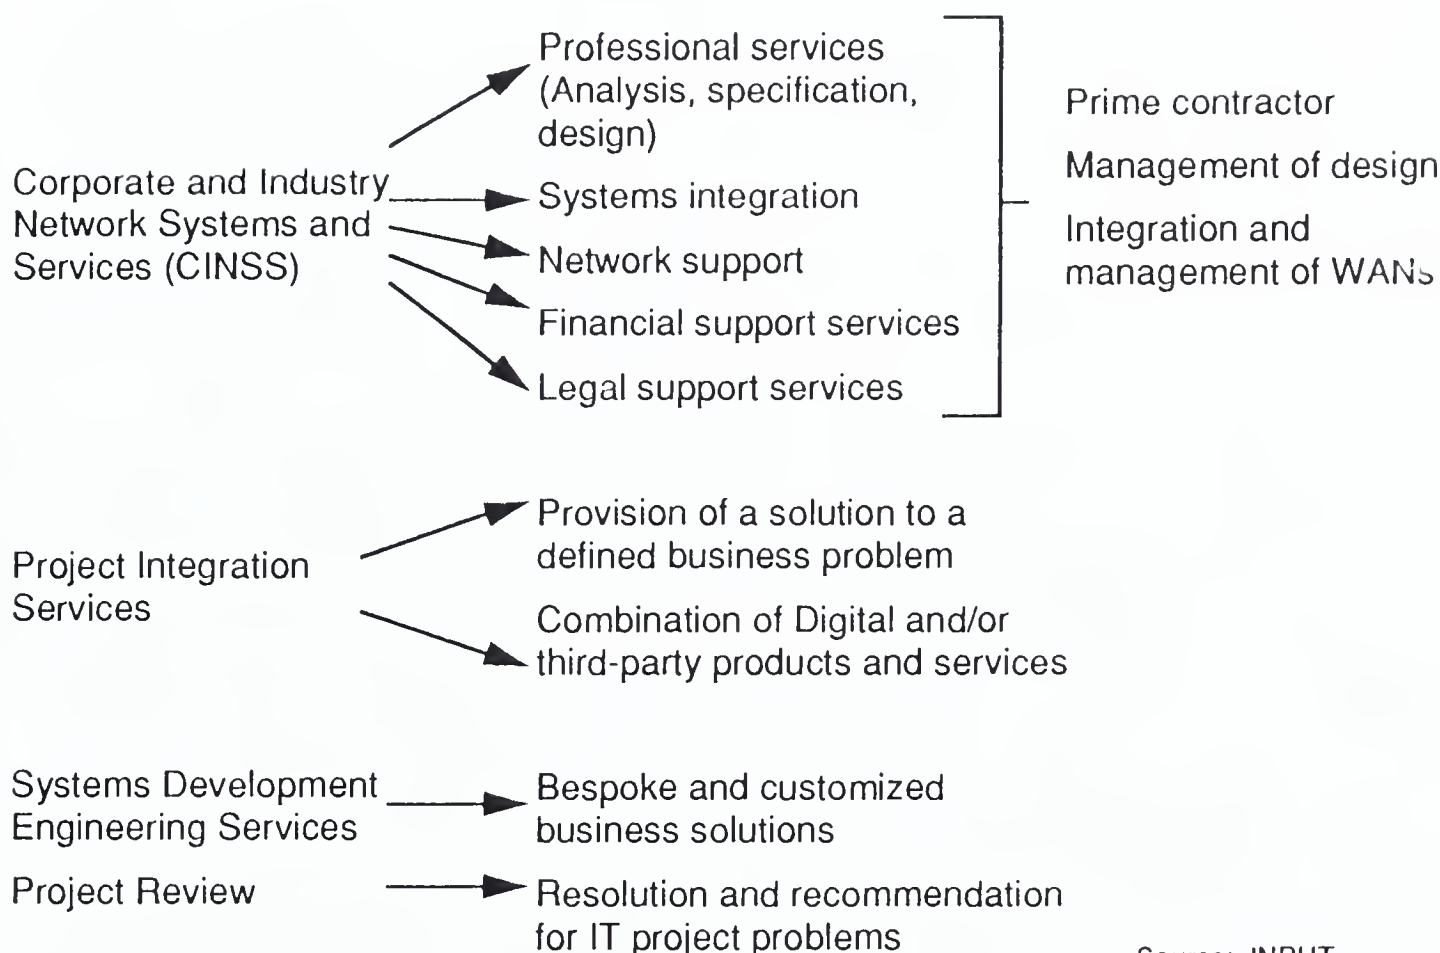 Corporate and Industry
Network Systems and
Services (CINSS)
Professional services
(Analysis, specification,
design)
Systems integration
Network support
Financial support services
Legal support services
Prime contractor
Management of design
Integration and
management of WANs
Project Integration
Services
Provision of a solution to a
defined business problem
Combination of Digital and/or
third-party products and services
Systems Development
Engineering Services
Bespoke and customized
business solutions
Project Review
Resolution and recommendation
for IT project problems
Source: INPUT